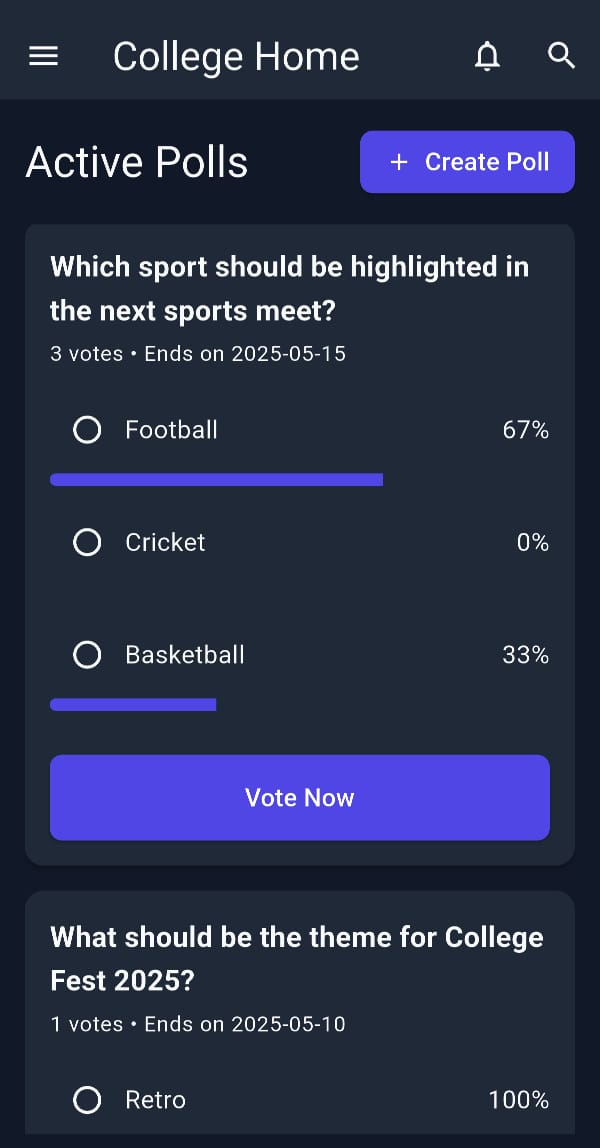 College Home
Active Polls
+ Create Poll
Which sport should be highlighted in
the next sports meet?
3 votes • Ends on 2025-05-15
Football 67%
Cricket 0%
Basketball 33%
Vote Now
What should be the theme for College
Fest 2025?
1 votes • Ends on 2025-05-10
Retro 100%